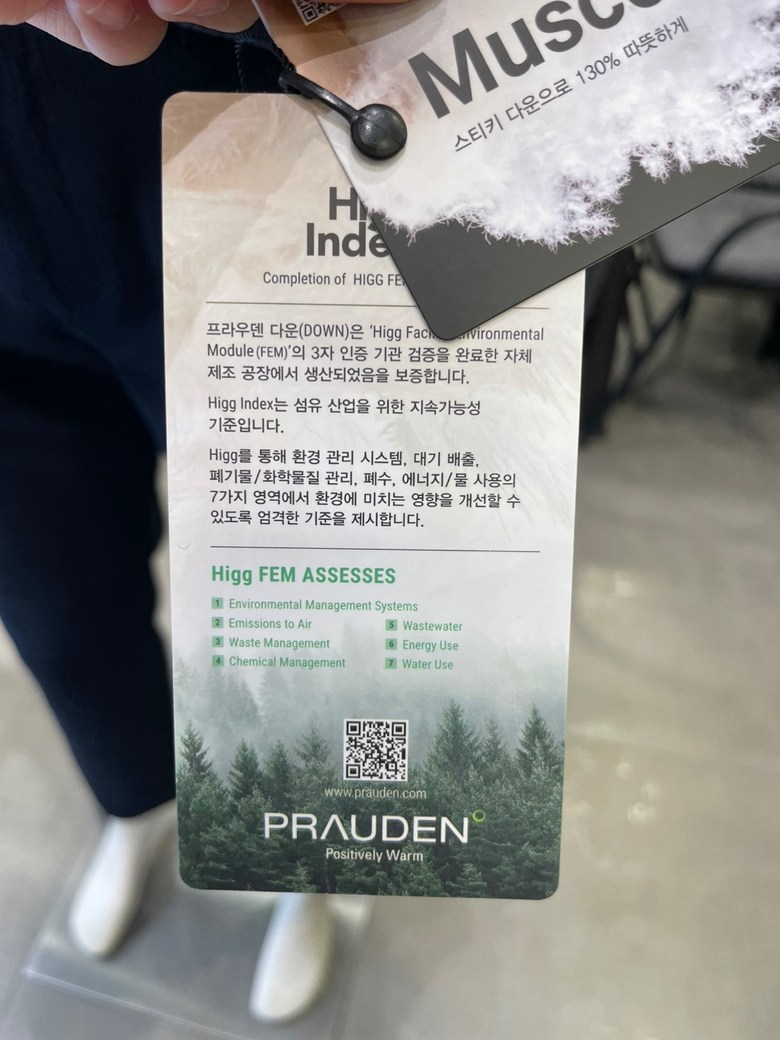 스티키 다운으로 130% 따뜻하게
Completion of HIGG
프라우덴 다운(DOWN)은 'Higg
Module(FEM)'의 3자 인증 기관 검증을 완료한 자체
제조 공장에서 생산되었음을 보증합니다.
Higg Index는 섬유 산업을 위한 지속가능성
기준입니다.
Higg를 통해 환경 관리 시스템, 대기 배출,
폐기물/화학물질 관리, 폐수, 에너지/물 사용의
7가지 영역에서 환경에 미치는 영향을 개선할 수
있도록 엄격한 기준을 제시합니다.
Higg FEM ASSESSES
1 Environmental Management Systems
2 Emissions to Air
3 Waste Management
4 Chemical Management
5 Wastewater
6 Energy Use
7 Water Use
www.prauden.com
PRAUDEN
Positively Warm